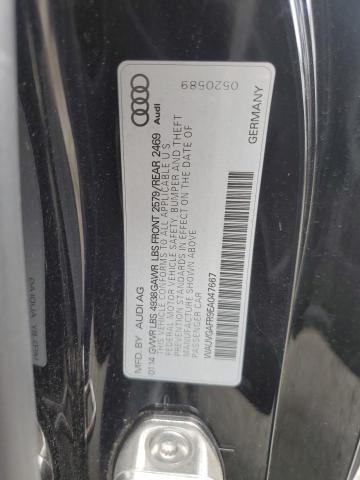 Audi
0520589
MFD. BY AUDI AG
01.14 GVWR LBS 4938 GAWR LBS FRONT 2579/REAR 2469
THIS VEHICLE CONFORMS TO ALL APPLICABLE U S
FEDERAL MOTOR VEHICLE SAFETY, BUMPER AND THEFT
PREVENTION STANDARDS IN EFFECT ON THE DATE OF
MANUFACTURE SHOWN ABOVE
PASSENGER CAR
WAUVGAFR9EA047667
GERMANY